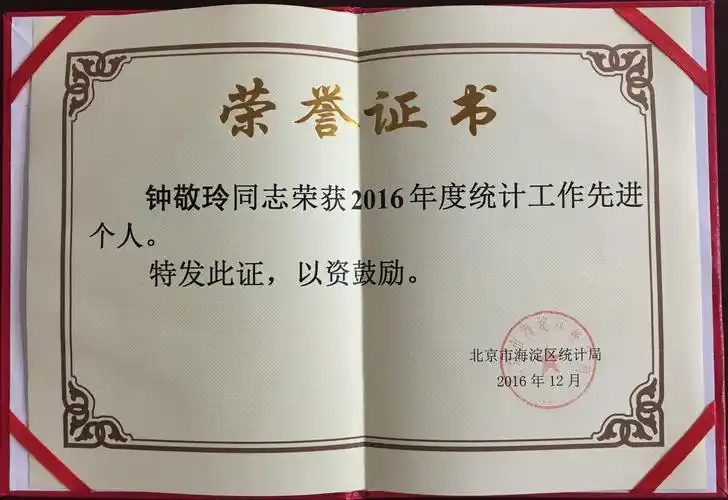 荣誉证书
钟敬玲同志荣获2016年度统计工作先进
个人。
特发此证，以资鼓励。
北京市海淀区统计局
2016年12月